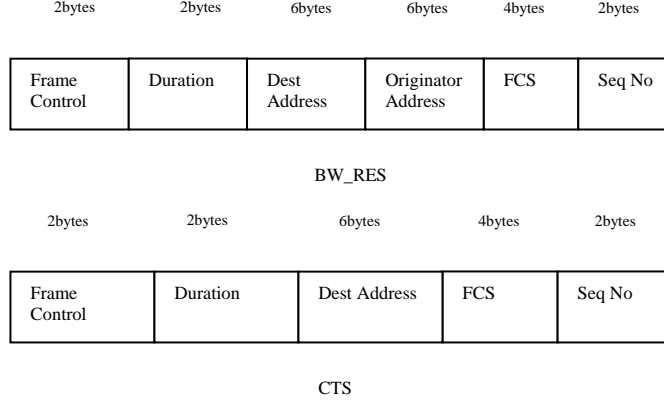 2bytes 2bytes 6bytes 6bytes 4bytes 2bytes
Frame Duration Dest Originator FCS Seq No
Control Address Address
BW_RES
2bytes 2bytes 6bytes 4bytes 2bytes
Frame Duration Dest Address FCS Seq No
Control
CTS